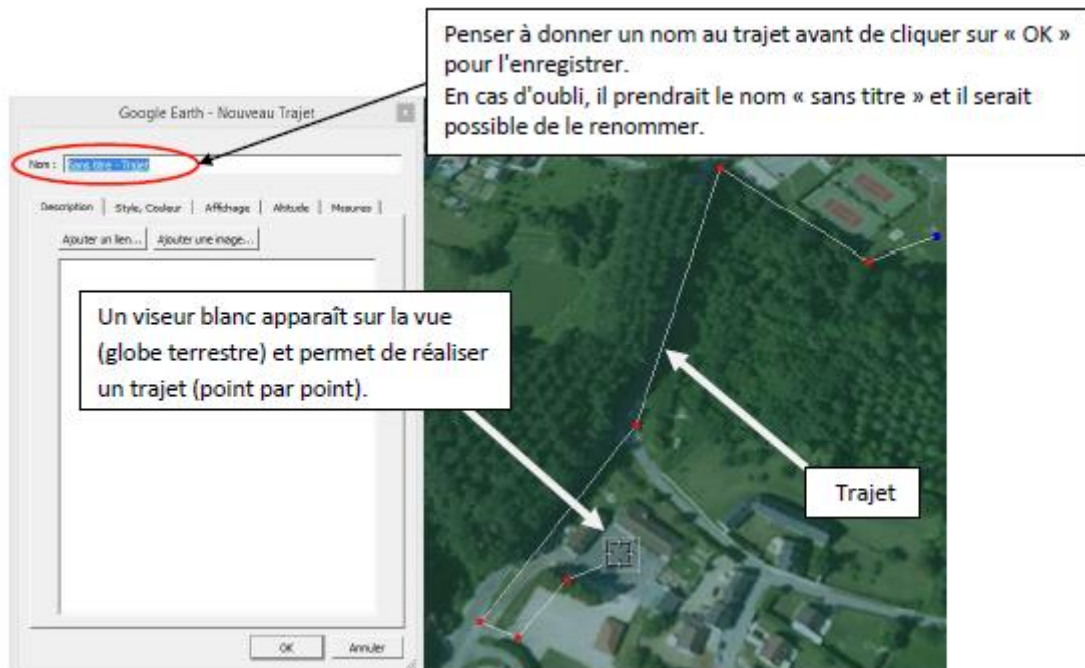 Penser à donner un nom au trajet avant de cliquer sur « OK »
pour l'enregistrer.
En cas d'oubli, il prendrait le nom « sans titre » et il serait
possible de le renommer.
Google Earth - Nouveau Trajet
Nom : Sans titre - Trajet
Description Style, Couleur Affichage Altitude Mesures
Ajouter un lien... Ajouter une image...
Un viseur blanc apparaît sur la vue
(globe terrestre) et permet de réaliser
un trajet (point par point).
Trajet
OK Annuler